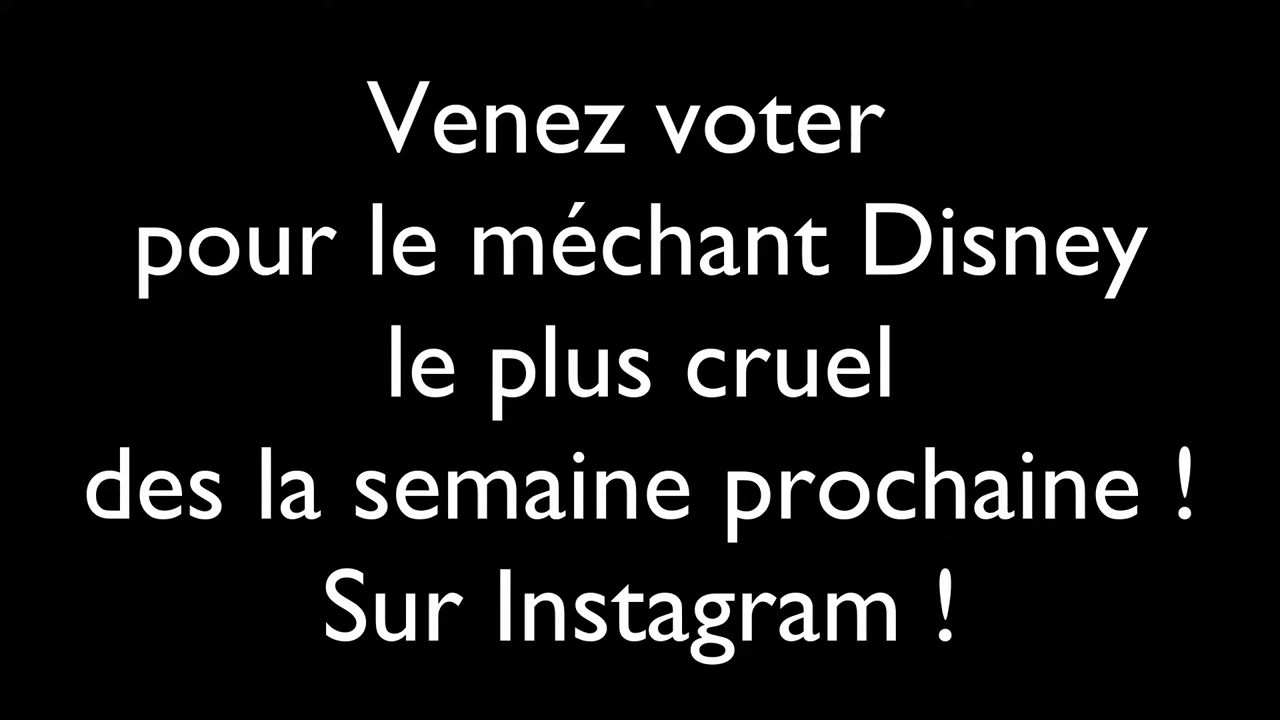 Venez voter
pour le méchant Disney
le plus cruel
des la semaine prochaine !
Sur Instagram !